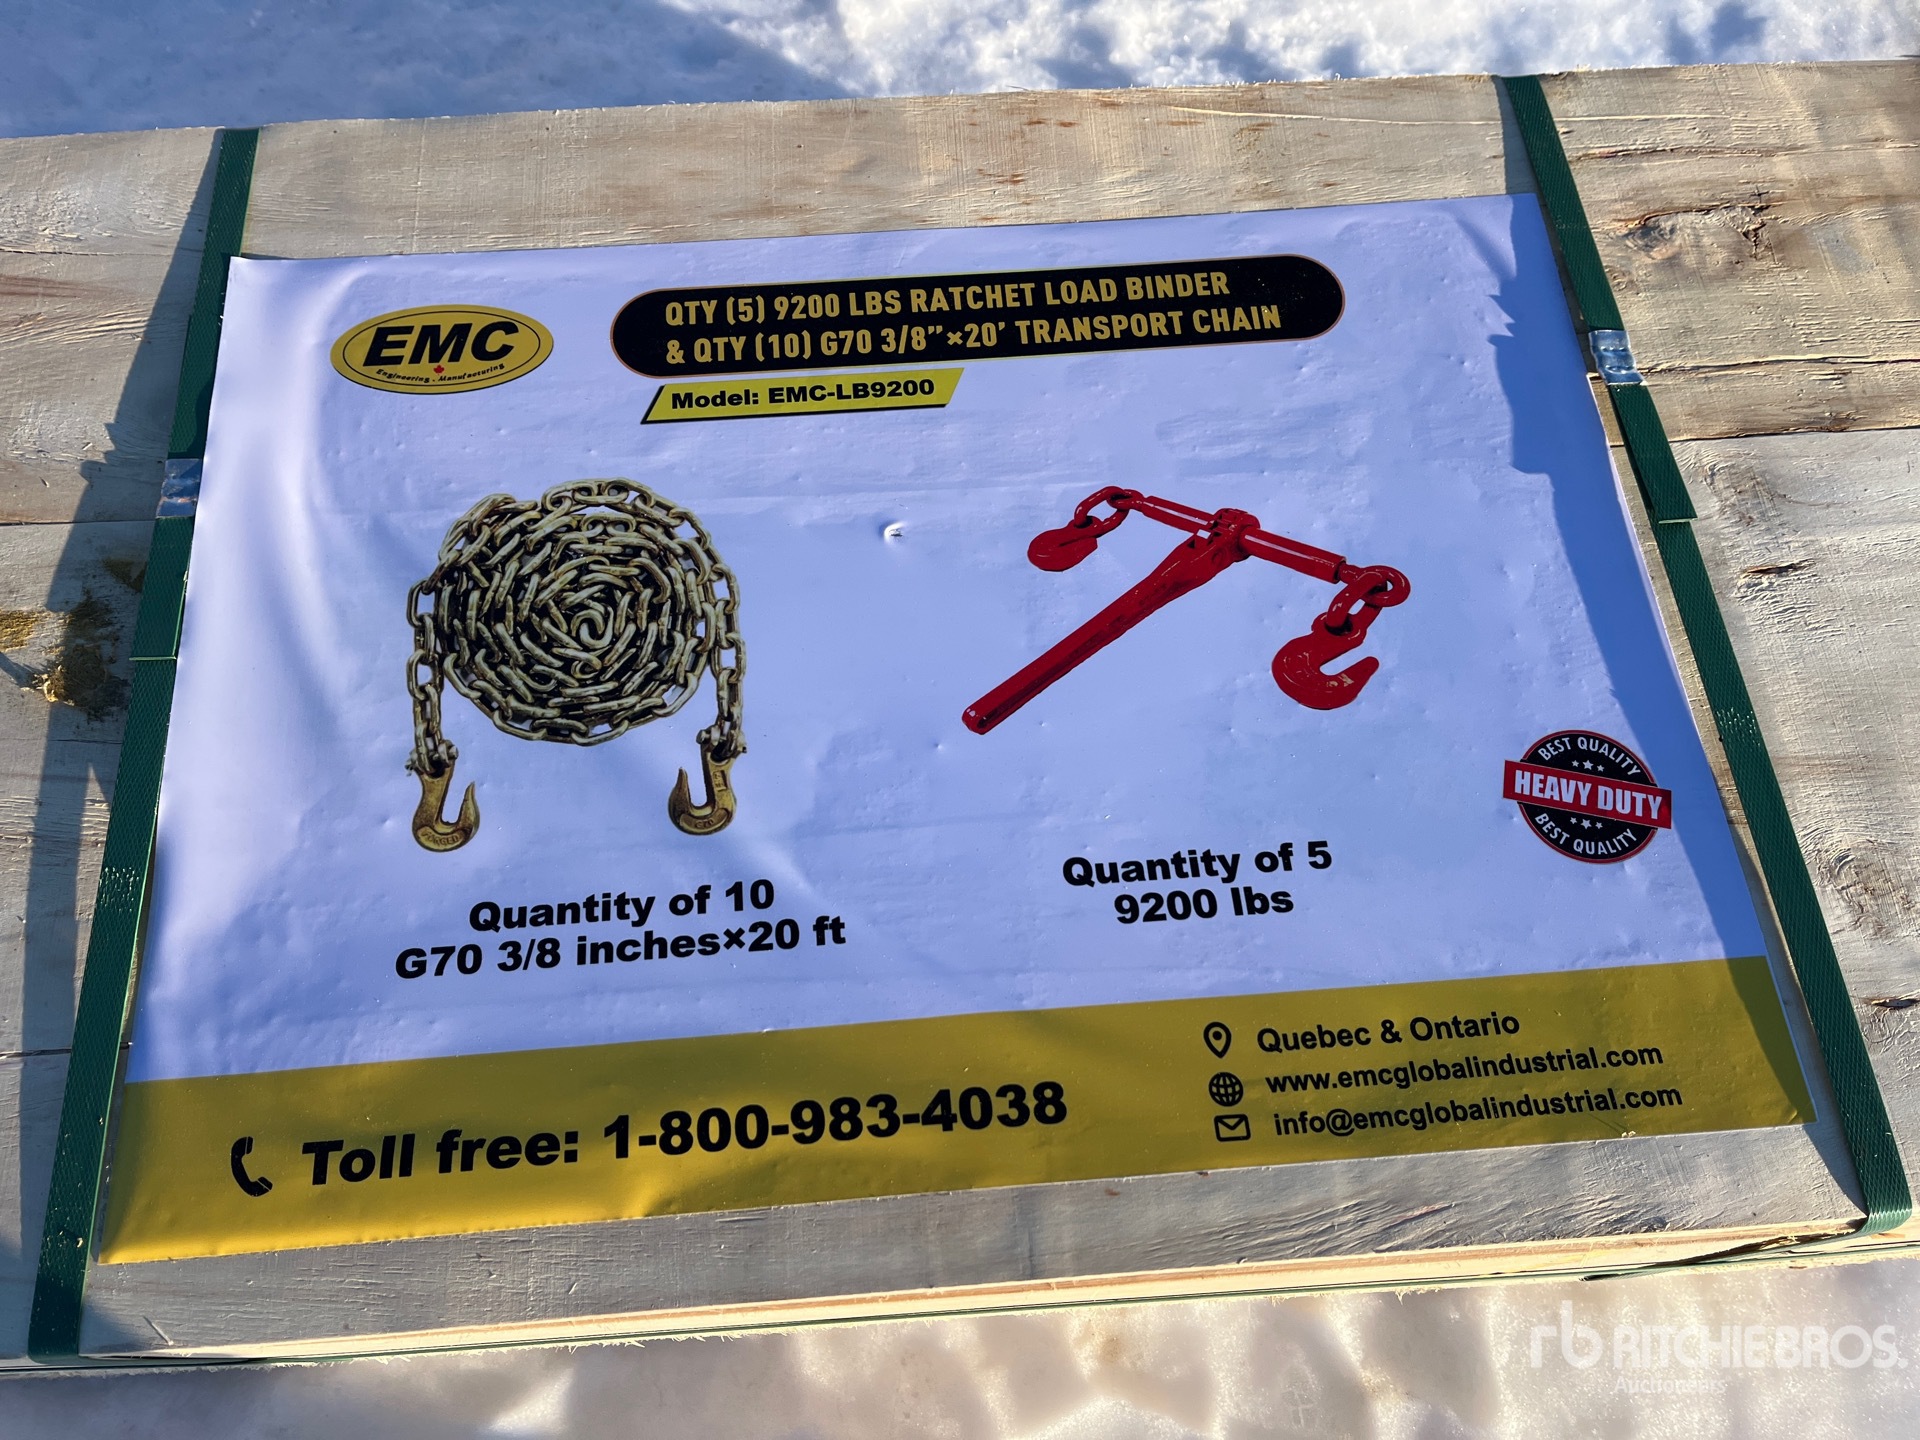 EMC
Engineering . Manufacturing
QTY (5) 9200 LBS RATCHET LOAD BINDER
& QTY (10) G70 3/8"×20' TRANSPORT CHAIN
Model: EMC-LB9200
BEST QUALITY
HEAVY DUTY
BEST QUALITY
Quantity of 10
G70 3/8 inches×20 ft
Quantity of 5
9200 lbs
Toll free: 1-800-983-4038
Quebec & Ontario
www.emcglobalindustrial.com
info@emcglobalindustrial.com
rb RITCHIE BROS.
Auctioneers